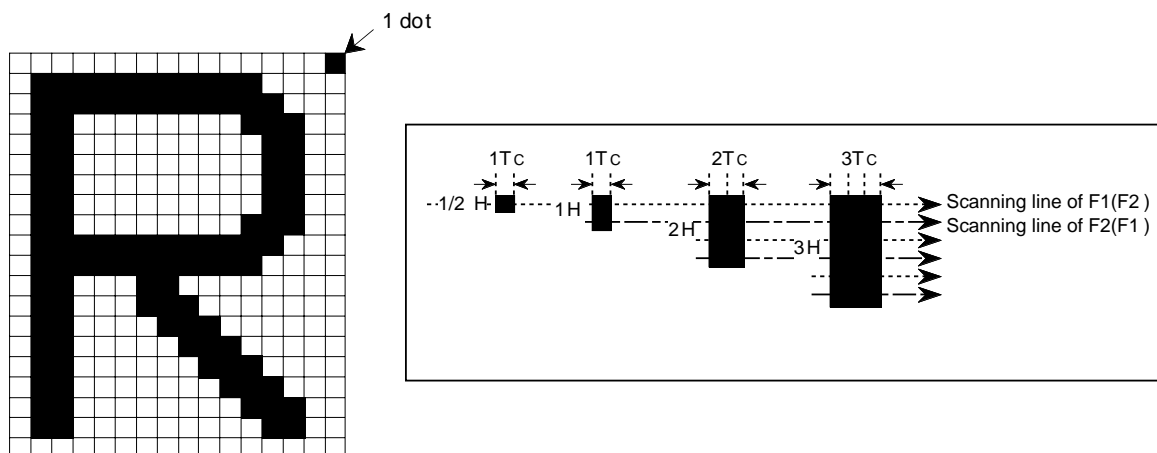 1 dot
1Tc 1Tc 2Tc 3Tc
1/2 H
1H
2H
3H
Scanning line of F1(F2)
Scanning line of F2(F1)
R